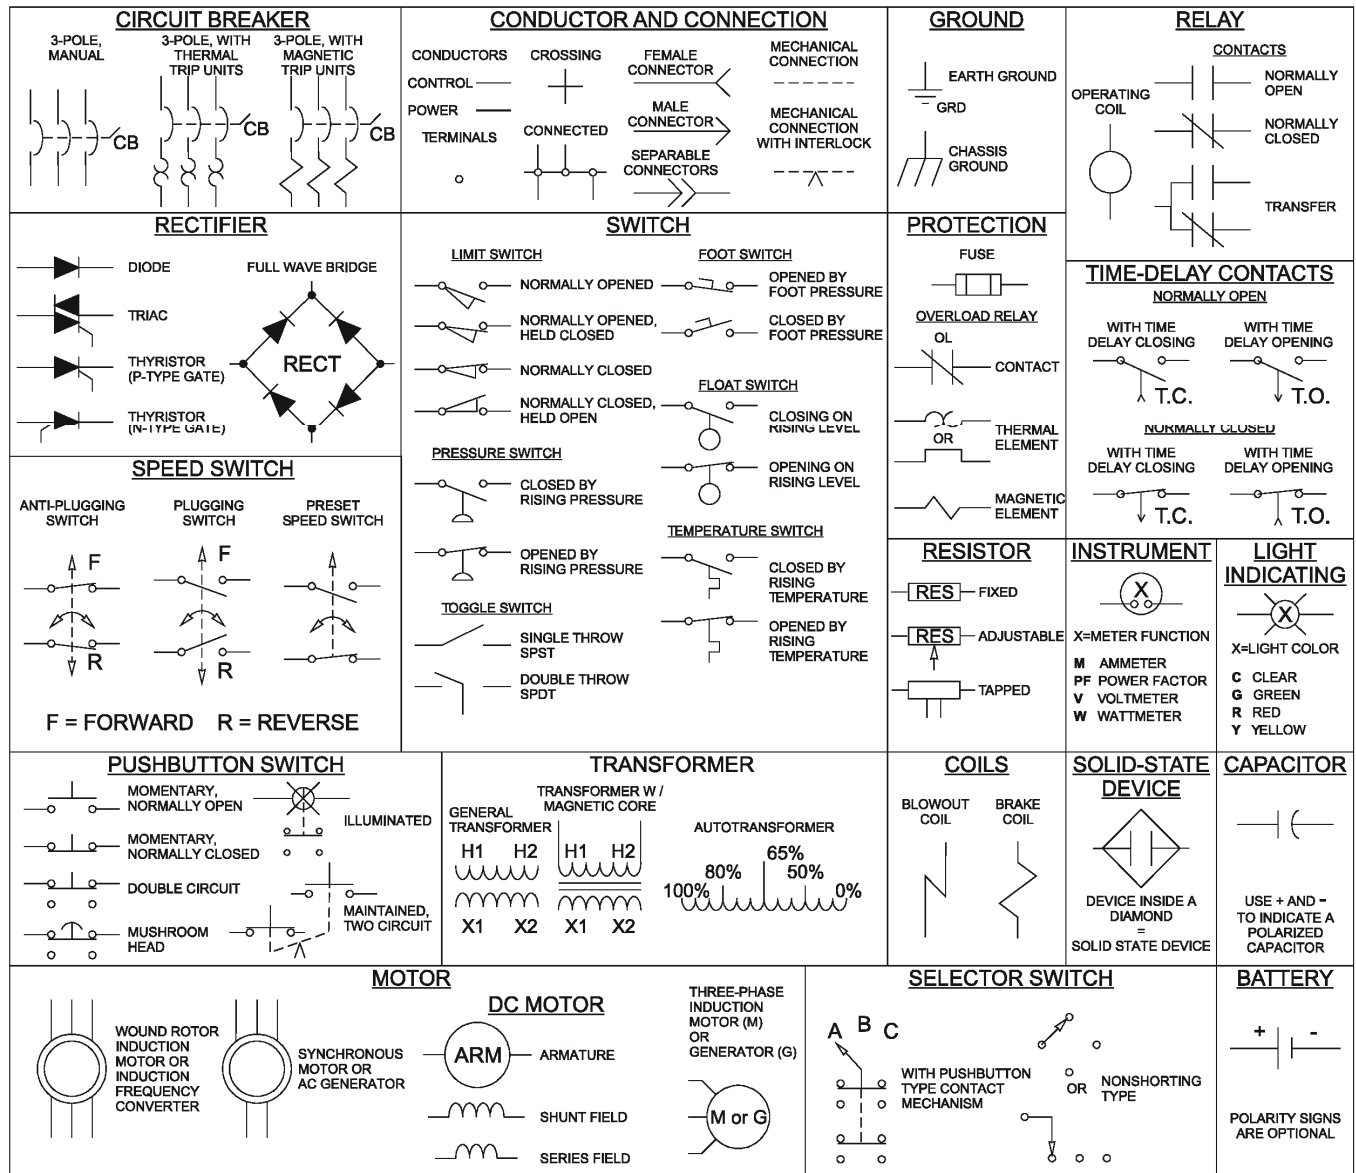 CIRCUIT BREAKER
3-POLE,
MANUAL
3-POLE, WITH
THERMAL
TRIP UNITS
3-POLE, WITH
MAGNETIC
TRIP UNITS
CB
CB
CB
CONDUCTOR AND CONNECTION
CONDUCTORS
CONTROL
POWER
TERMINALS
CROSSING
CONNECTED
FEMALE
CONNECTOR
MALE
CONNECTOR
SEPARABLE
CONNECTORS
MECHANICAL
CONNECTION
MECHANICAL
CONNECTION
WITH INTERLOCK
GROUND
EARTH GROUND
GRD
CHASSIS
GROUND
RELAY
CONTACTS
OPERATING
COIL
NORMALLY
OPEN
NORMALLY
CLOSED
TRANSFER
RECTIFIER
DIODE
TRIAC
THYRISTOR
(P-TYPE GATE)
THYRISTOR
(N-TYPE GATE)
FULL WAVE BRIDGE
RECT
SWITCH
LIMIT SWITCH
NORMALLY OPENED
NORMALLY OPENED,
HELD CLOSED
NORMALLY CLOSED
NORMALLY CLOSED,
HELD OPEN
PRESSURE SWITCH
CLOSED BY
RISING PRESSURE
OPENED BY
RISING PRESSURE
TOGGLE SWITCH
SINGLE THROW
SPST
DOUBLE THROW
SPDT
FOOT SWITCH
OPENED BY
FOOT PRESSURE
CLOSED BY
FOOT PRESSURE
FLOAT SWITCH
CLOSING ON
RISING LEVEL
OPENING ON
RISING LEVEL
TEMPERATURE SWITCH
CLOSED BY
RISING
TEMPERATURE
OPENED BY
RISING
TEMPERATURE
PROTECTION
FUSE
OVERLOAD RELAY
OL
CONTACT
OR
THERMAL
ELEMENT
MAGNETIC
ELEMENT
TIME-DELAY CONTACTS
NORMALLY OPEN
WITH TIME
DELAY CLOSING
WITH TIME
DELAY OPENING
T.C.
T.O.
NORMALLY CLOSED
WITH TIME
DELAY CLOSING
WITH TIME
DELAY OPENING
T.C.
T.O.
SPEED SWITCH
ANTI-PLUGGING
SWITCH
PLUGGING
SWITCH
PRESET
SPEED SWITCH
F
F
R
R
F = FORWARD R = REVERSE
RESISTOR
RES
FIXED
RES
ADJUSTABLE
TAPPED
INSTRUMENT
X
X=METER FUNCTION
M AMMETER
PF POWER FACTOR
V VOLTMETER
W WATTMETER
LIGHT
INDICATING
X
X=LIGHT COLOR
C CLEAR
G GREEN
R RED
Y YELLOW
PUSHBUTTON SWITCH
MOMENTARY,
NORMALLY OPEN
MOMENTARY,
NORMALLY CLOSED
DOUBLE CIRCUIT
MUSHROOM
HEAD
ILLUMINATED
MAINTAINED,
TWO CIRCUIT
TRANSFORMER
GENERAL
TRANSFORMER
H1 H2
X1 X2
TRANSFORMER W /
MAGNETIC CORE
H1 H2
X1 X2
AUTOTRANSFORMER
100%
80%
65%
50%
0%
COILS
BLOWOUT
COIL
BRAKE
COIL
SOLID-STATE
DEVICE
DEVICE INSIDE A
DIAMOND
=
SOLID STATE DEVICE
CAPACITOR
USE + AND -
TO INDICATE A
POLARIZED
CAPACITOR
MOTOR
WOUND ROTOR
INDUCTION
MOTOR OR
INDUCTION
FREQUENCY
CONVERTER
SYNCHRONOUS
MOTOR OR
AC GENERATOR
DC MOTOR
ARM
ARMATURE
SHUNT FIELD
SERIES FIELD
THREE-PHASE
INDUCTION
MOTOR (M)
OR
GENERATOR (G)
M or G
SELECTOR SWITCH
A B C
WITH PUSHBUTTON
TYPE CONTACT
MECHANISM
OR
NONSHORTING
TYPE
BATTERY
+ -
POLARITY SIGNS
ARE OPTIONAL